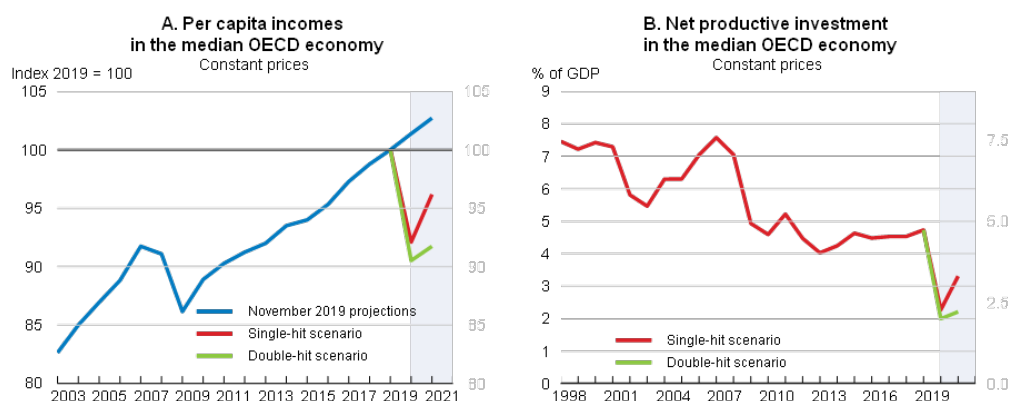 A. Per capita incomes
in the median OECD economy
Constant prices
Index 2019 = 100
105
100
95
90
85
80
105
100
95
90
85
80
November 2019 projections
Single-hit scenario
Double-hit scenario
2003 2005 2007 2009 2011 2013 2015 2017 2019 2021
B. Net productive investment
in the median OECD economy
Constant prices
% of GDP
9
8
7
6
5
4
3
2
1
0
7.5
5.0
2.5
0.0
Single-hit scenario
Double-hit scenario
1998 2001 2004 2007 2010 2013 2016 2019